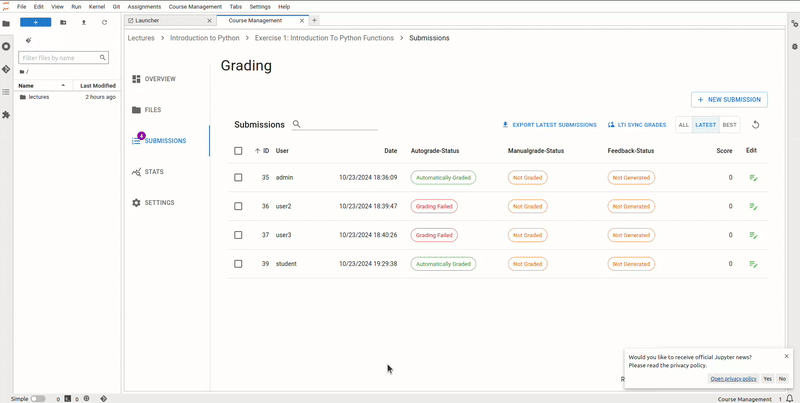 File Edit View Run Kernel Git Assignments Course Management Tabs Settings Help
+
Launcher
Course Management
+
Filter files by name
/
Name
Last Modified
lectures
2 hours ago
Lectures > Introduction to Python > Exercise 1: Introduction To Python Functions > Submissions
OVERVIEW
FILES
4
SUBMISSIONS
STATS
SETTINGS
Grading
+ NEW SUBMISSION
Submissions
EXPORT LATEST SUBMISSIONS
LTI SYNC GRADES
ALL LATEST BEST
ID User Date Autograde-Status Manualgrade-Status Feedback-Status Score Edit
35 admin 10/23/2024 18:36:09 Automatically Graded Not Graded Not Generated 0
36 user2 10/23/2024 18:39:47 Grading Failed Not Graded Not Generated 0
37 user3 10/23/2024 18:40:26 Grading Failed Not Graded Not Generated 0
39 student 10/23/2024 19:29:38 Automatically Graded Not Graded Not Generated 0
Would you like to receive official Jupyter news?
Please read the privacy policy.
Open privacy policy Yes No
Simple 0 0 Course Management 1